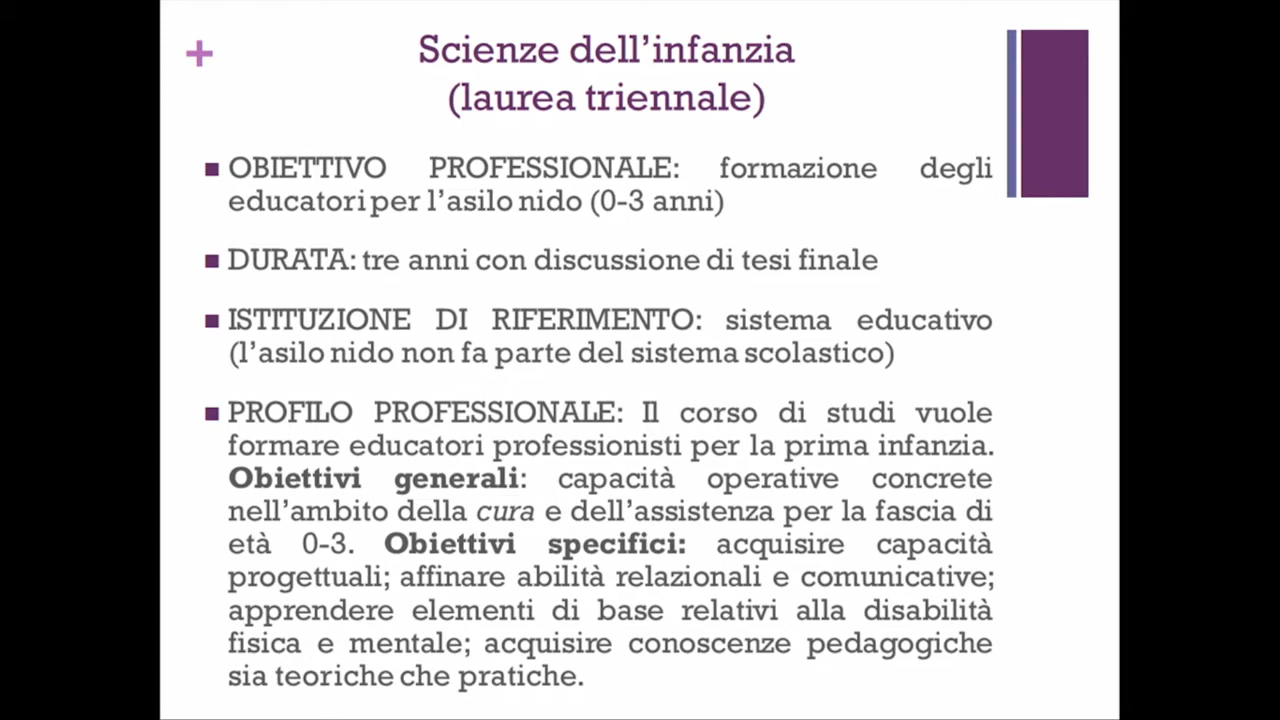 +
Scienze dell’infanzia
(laurea triennale)
OBIETTIVO PROFESSIONALE: formazione degli
educatori per l’asilo nido (0-3 anni)
DURATA: tre anni con discussione di tesi finale
ISTITUZIONE DI RIFERIMENTO: sistema educativo
(l’asilo nido non fa parte del sistema scolastico)
PROFILO PROFESSIONALE: Il corso di studi vuole
formare educatori professionisti per la prima infanzia.
Obiettivi generali: capacità operative concrete
nell’ambito della cura e dell’assistenza per la fascia di
età 0-3. Obiettivi specifici: acquisire capacità
progettuali; affinare abilità relazionali e comunicative;
apprendere elementi di base relativi alla disabilità
fisica e mentale; acquisire conoscenze pedagogiche
sia teoriche che pratiche.